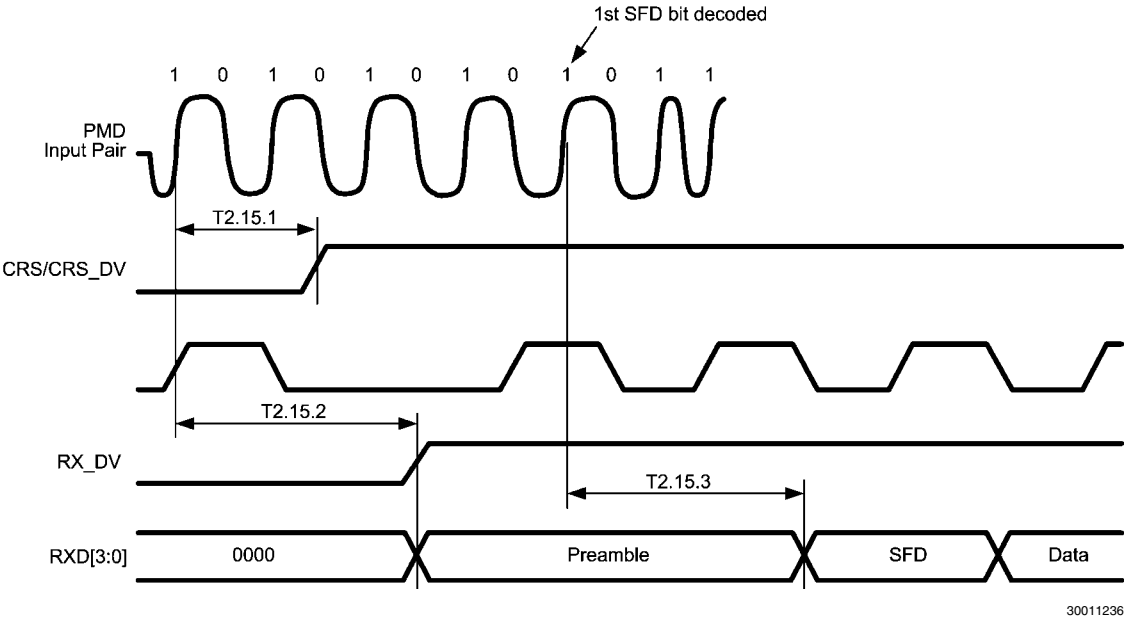 1st SFD bit decoded
1 0 1 0 1 0 1 0 1 0 1 1
PMD
Input Pair
T2.15.1
CRS/CRS_DV
T2.15.2
RX_DV
T2.15.3
RXD[3:0] 0000 Preamble SFD Data
30011236